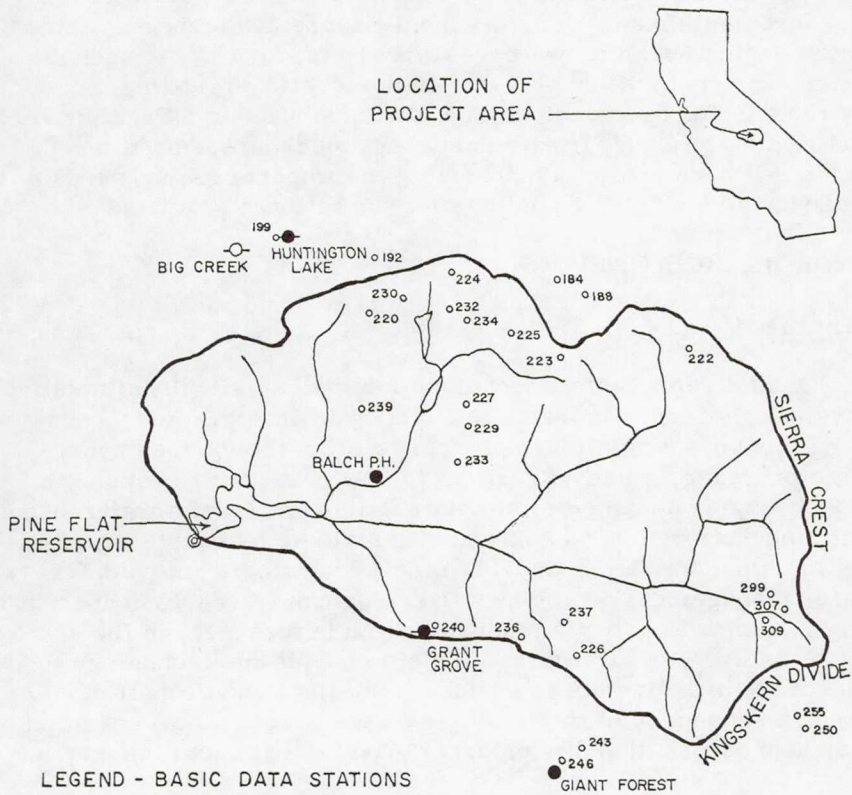 LOCATION OF
PROJECT AREA
199
HUNTINGTON
LAKE
BIG CREEK
192
224
184
188
230
220
232
234
225
223
222
239
227
229
233
BALCH P.H.
SIERRA CREST
PINE FLAT
RESERVOIR
240
GRANT
GROVE
236
237
226
299
307
309
KINGS-KERN DIVIDE
255
250
243
246
GIANT FOREST
LEGEND - BASIC DATA STATIONS